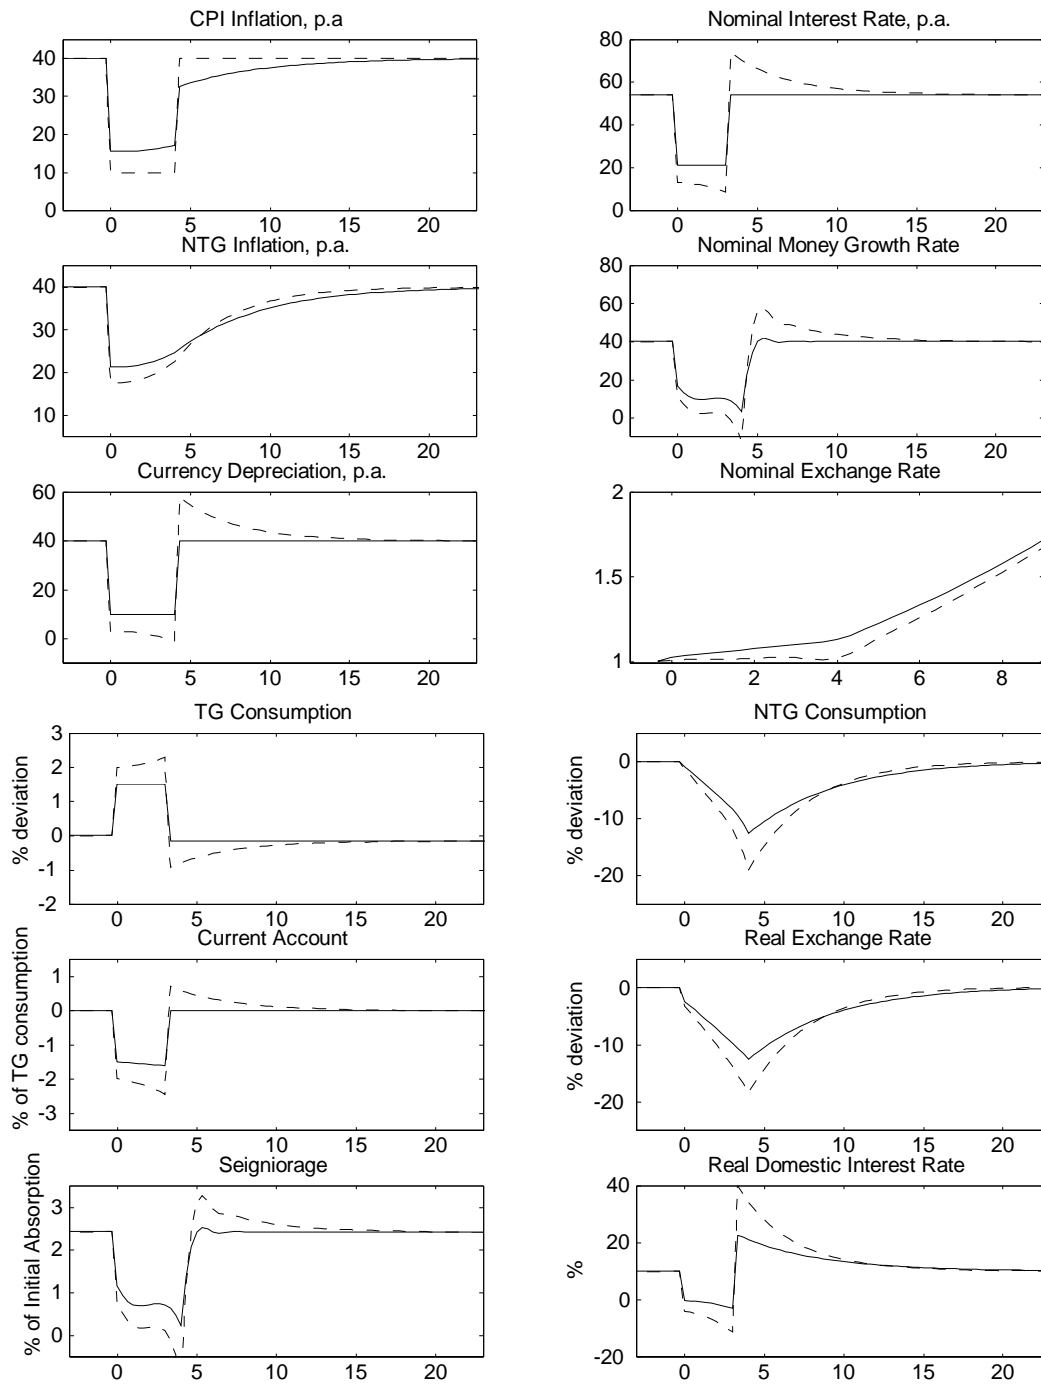 CPI Inflation, p.a
40
30
20
10
0
0 5 10 15 20
Nominal Interest Rate, p.a.
80
60
40
20
0
0 5 10 15 20
NTG Inflation, p.a.
40
30
20
10
0 5 10 15 20
Nominal Money Growth Rate
80
60
40
20
0
0 5 10 15 20
Currency Depreciation, p.a.
60
40
20
0
0 5 10 15 20
Nominal Exchange Rate
2
1.5
1
0 2 4 6 8
TG Consumption
% deviation
3
2
1
0
-1
-2
0 5 10 15 20
NTG Consumption
% deviation
0
-10
-20
0 5 10 15 20
Current Account
% of TG consumption
1
0
-1
-2
-3
0 5 10 15 20
Real Exchange Rate
% deviation
0
-10
-20
0 5 10 15 20
Seigniorage
% of Initial Absorption
3
2
1
0
0 5 10 15 20
Real Domestic Interest Rate
%
40
20
0
-20
0 5 10 15 20